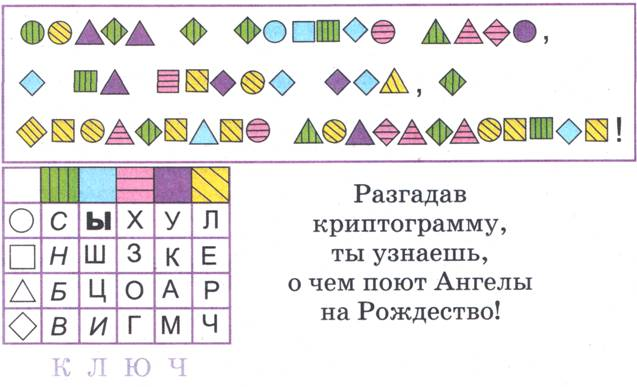 ,
,
!
С Ы Х У Л
Н Ш З К Е
Б Ц О А Р
В И Г М Ч
К Л Ю Ч
Разгадав
криптограмму,
ты узнаешь,
о чем поют Ангелы
на Рождество!